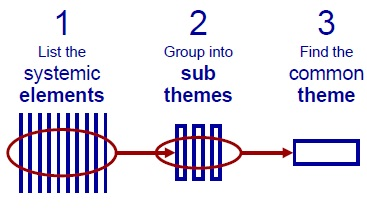 1
List the
systemic
elements
2
Group into
sub
themes
3
Find the
common
theme